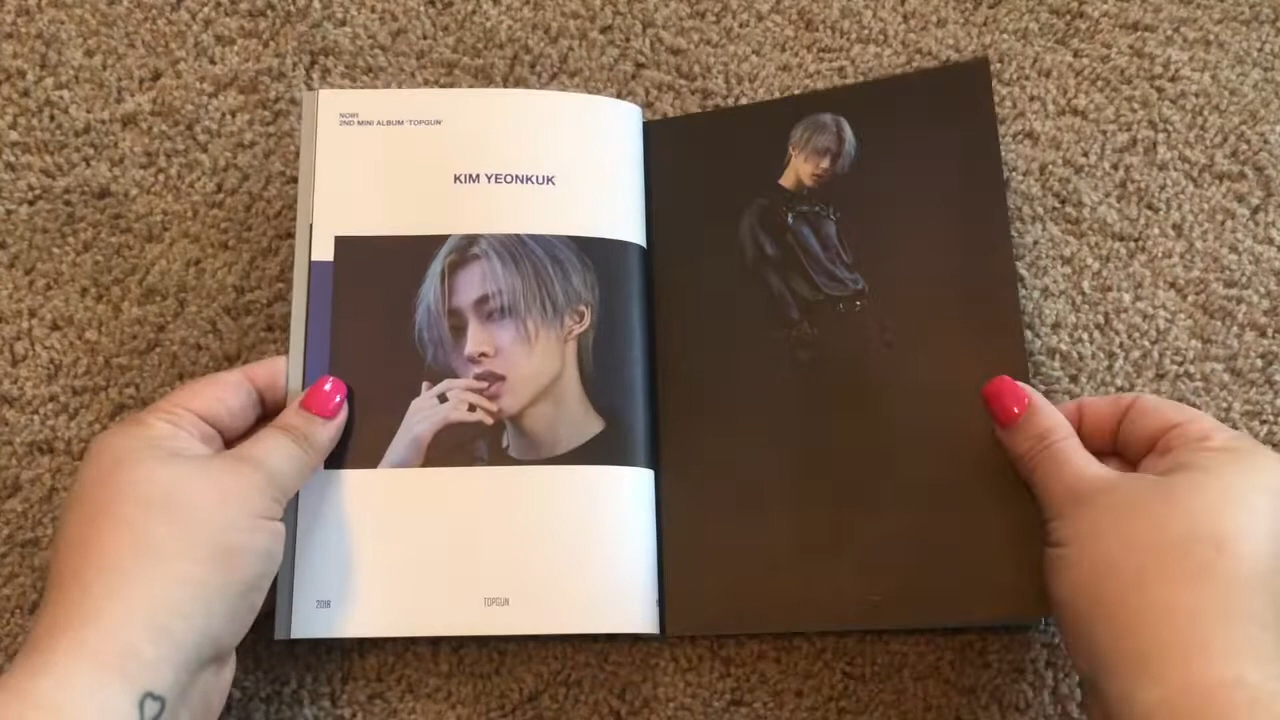 NOIR
2ND MINI ALBUM 'TOPGUN'
KIM YEONKUK
2018
TOPGUN